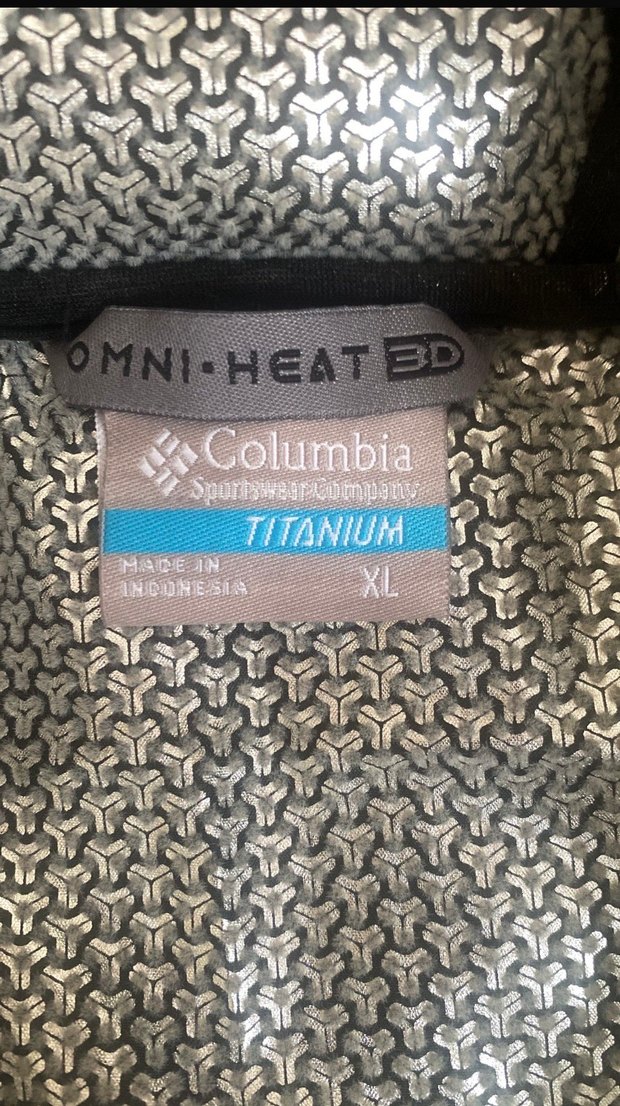 OMNI-HEAT 3D
Columbia
Sportswear Company
TITANIUM
MADE IN
INDONESIA
XL